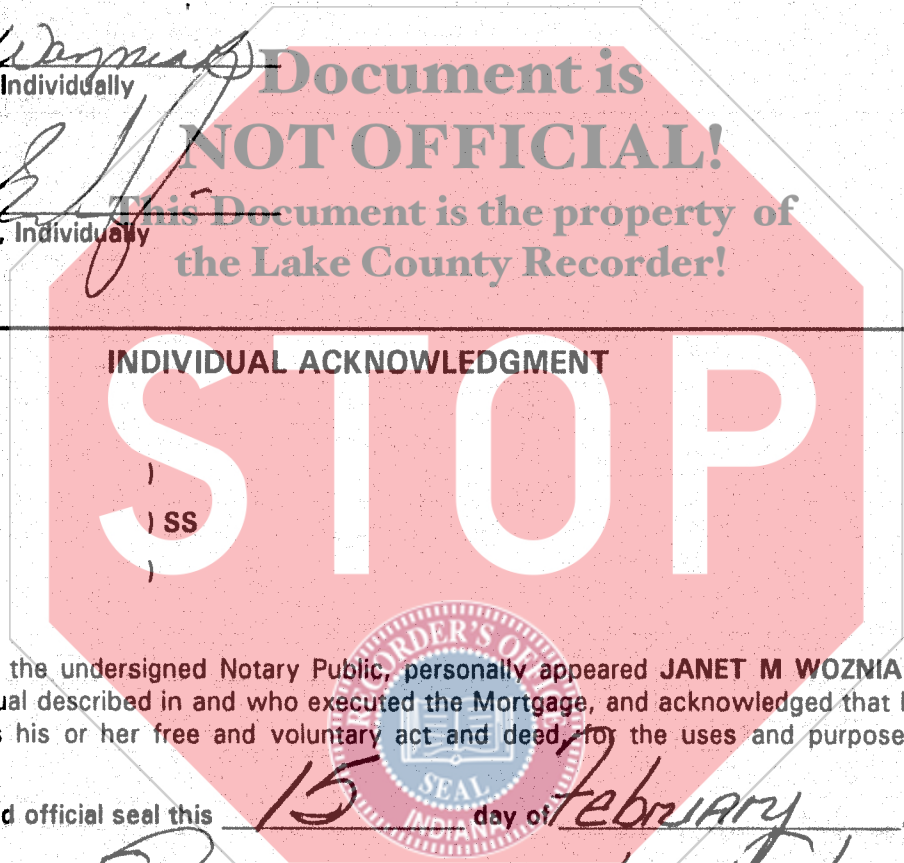 Wozniak
Individually
Document is
NOT OFFICIAL!
This Document is the property of
the Lake County Recorder!
Individually
STOP
INDIVIDUAL ACKNOWLEDGMENT
)
) SS
)
RECORDER'S OFFICE
SEAL
INDIANA
the undersigned Notary Public, personally appeared JANET M WOZNIA
ual described in and who executed the Mortgage, and acknowledged that
s his or her free and voluntary act and deed, for the uses and purpose
d official seal this 15 day of February